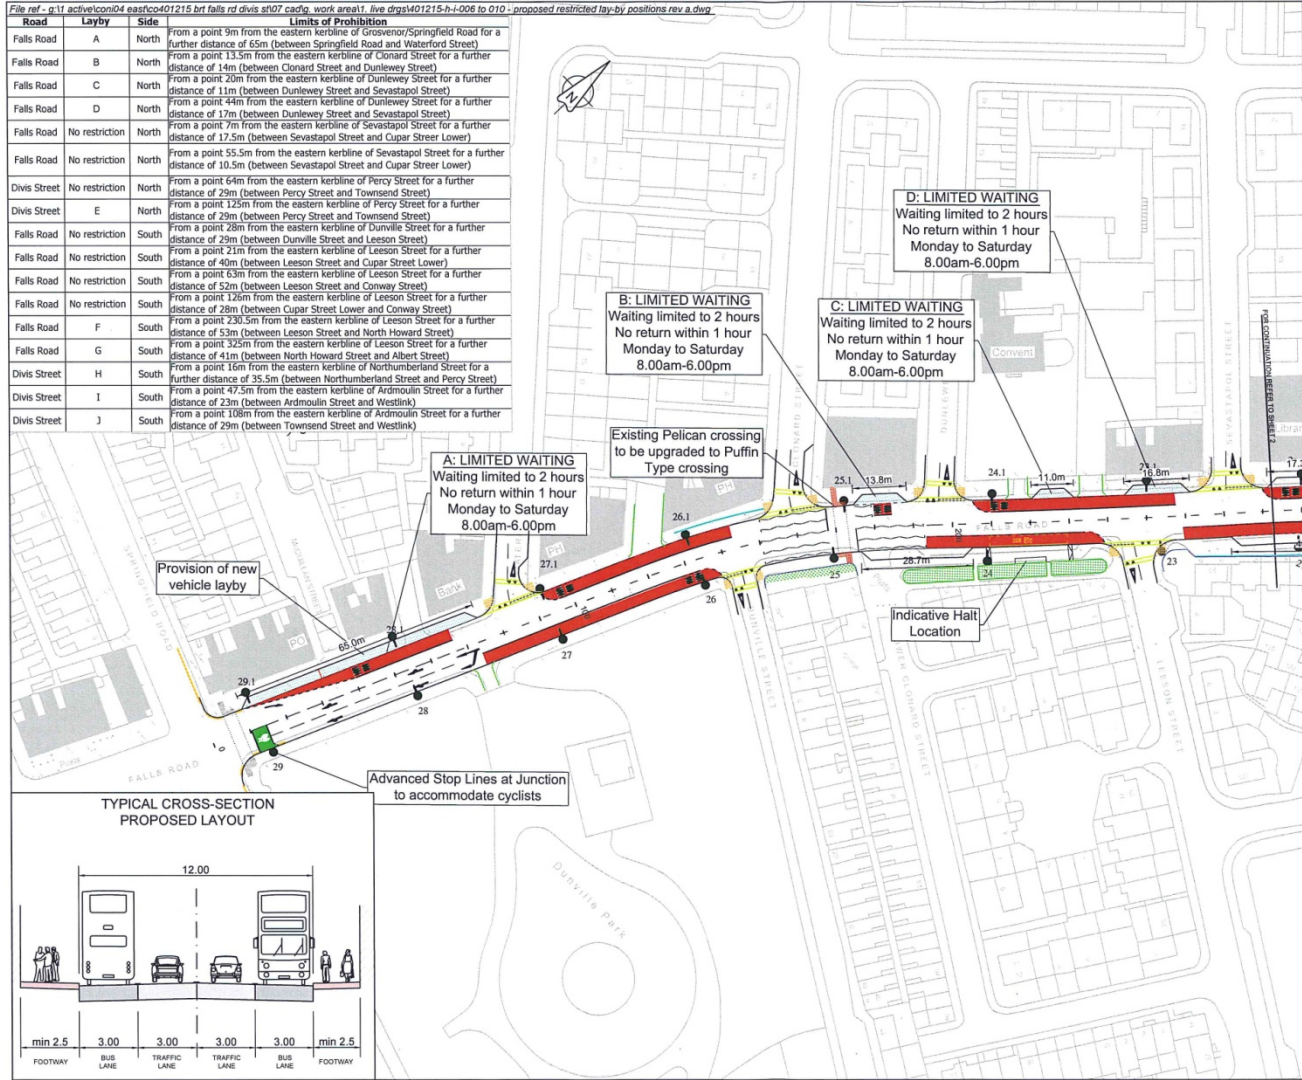 File ref - g:\1 active\coni04 east\co401215 brt falls rd divis st\07 cad\g. work area\1. live drgs\401215-h-i-006 to 010 - proposed restricted lay-by positions rev a.dwg
Road Layby Side Limits of Prohibition
Falls Road A North From a point 9m from the eastern kerbline of Grosvenor/Springfield Road for a
further distance of 65m (between Springfield Road and Waterford Street)
Falls Road B North From a point 13.5m from the eastern kerbline of Clonard Street for a further
distance of 14m (between Clonard Street and Dunlewey Street)
Falls Road C North From a point 20m from the eastern kerbline of Dunlewey Street for a further
distance of 11m (between Dunlewey Street and Sevastapol Street)
Falls Road D North From a point 44m from the eastern kerbline of Dunlewey Street for a further
distance of 17m (between Dunlewey Street and Sevastapol Street)
Falls Road No restriction North From a point 7m from the eastern kerbline of Sevastapol Street for a further
distance of 17.5m (between Sevastapol Street and Cupar Streer Lower)
Falls Road No restriction North From a point 55.5m from the eastern kerbline of Sevastapol Street for a further
distance of 10.5m (between Sevastapol Street and Cupar Streer Lower)
Divis Street No restriction North From a point 64m from the eastern kerbline of Percy Street for a further
distance of 29m (between Percy Street and Townsend Street)
Divis Street E North From a point 125m from the eastern kerbline of Percy Street for a further
distance of 29m (between Percy Street and Townsend Street)
Falls Road No restriction South From a point 28m from the eastern kerbline of Dunville Street for a further
distance of 29m (between Dunville Street and Leeson Street)
Falls Road No restriction South From a point 21m from the eastern kerbline of Leeson Street for a further
distance of 40m (between Leeson Street and Cupar Street Lower)
Falls Road No restriction South From a point 63m from the eastern kerbline of Leeson Street for a further
distance of 52m (between Leeson Street and Conway Street)
Falls Road No restriction South From a point 126m from the eastern kerbline of Leeson Street for a further
distance of 28m (between Cupar Street Lower and Conway Street)
Falls Road F South From a point 230.5m from the eastern kerbline of Leeson Street for a further
distance of 53m (between Leeson Street and North Howard Street)
Falls Road G South From a point 325m from the eastern kerbline of Leeson Street for a further
distance of 41m (between North Howard Street and Albert Street)
Divis Street H South From a point 16m from the eastern kerbline of Northumberland Street for a
further distance of 35.5m (between Northumberland Street and Percy Street)
Divis Street I South From a point 47.5m from the eastern kerbline of Ardmoulin Street for a further
distance of 23m (between Ardmoulin Street and Westlink)
Divis Street J South From a point 108m from the eastern kerbline of Ardmoulin Street for a further
distance of 29m (between Townsend Street and Westlink)
N
D: LIMITED WAITING
Waiting limited to 2 hours
No return within 1 hour
Monday to Saturday
8.00am-6.00pm
B: LIMITED WAITING
Waiting limited to 2 hours
No return within 1 hour
Monday to Saturday
8.00am-6.00pm
C: LIMITED WAITING
Waiting limited to 2 hours
No return within 1 hour
Monday to Saturday
8.00am-6.00pm
Convent
FOR CONTINUATION REFER TO SHEET 2
SEVASTAPOL STREET
Existing Pelican crossing
to be upgraded to Puffin
Type crossing
A: LIMITED WAITING
Waiting limited to 2 hours
No return within 1 hour
Monday to Saturday
8.00am-6.00pm
PH
25.1
13.8m
24.1
11.0m
16.8m
26.1
FALLS ROAD
PH
27.1
Bank
Provision of new
vehicle layby
SPRINGFIELD ROAD
PO
65.0m
25
28.7m
24
23
26
27
28
29.1
29
Indicative Halt
Location
DUNVILLE STREET
CLONARD STREET
LEESON STREET
FALLS ROAD
Advanced Stop Lines at Junction
to accommodate cyclists
Dunville Park
TYPICAL CROSS-SECTION
PROPOSED LAYOUT
12.00
min 2.5 3.00 3.00 3.00 3.00 min 2.5
FOOTWAY BUS LANE TRAFFIC LANE TRAFFIC LANE BUS LANE FOOTWAY